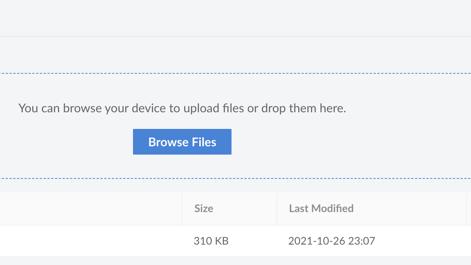 You can browse your device to upload files or drop them here.
Browse Files
Size Last Modified
310 KB 2021-10-26 23:07